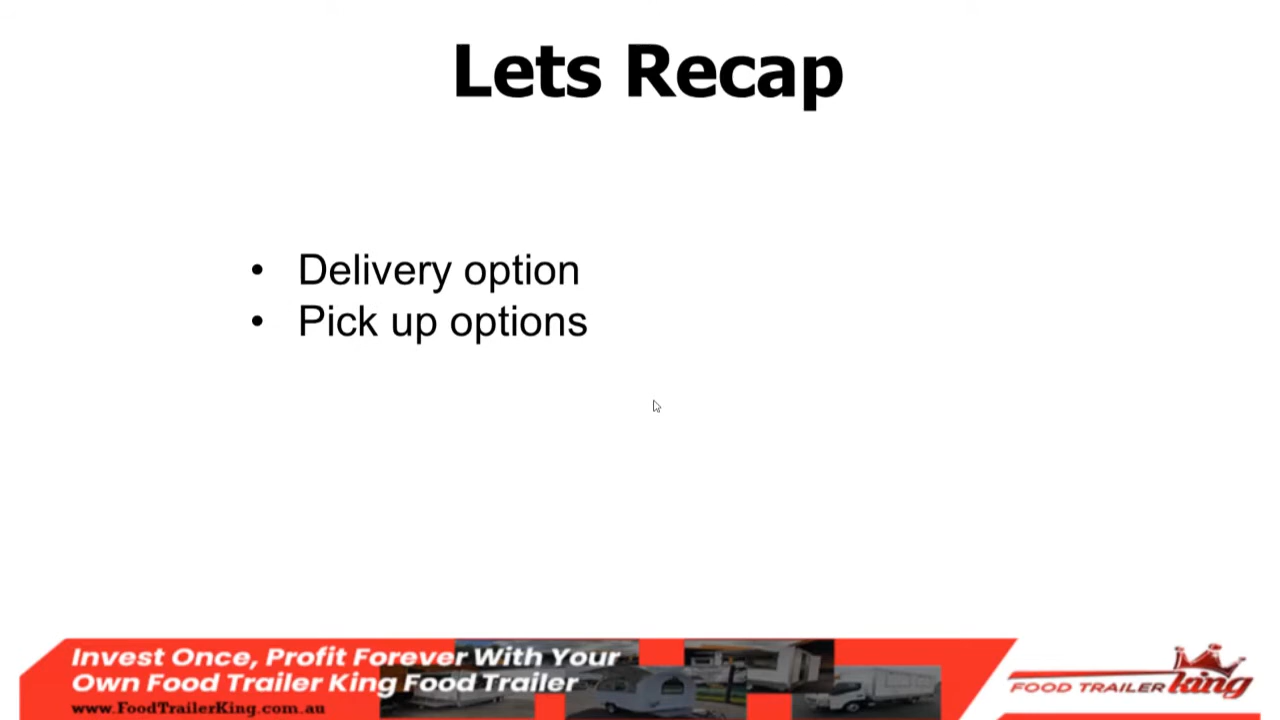 Lets Recap
• Delivery option
• Pick up options
Invest Once, Profit Forever With Your
Own Food Trailer King Food Trailer
www.FoodTrailerKing.com.au
FOOD TRAILER king